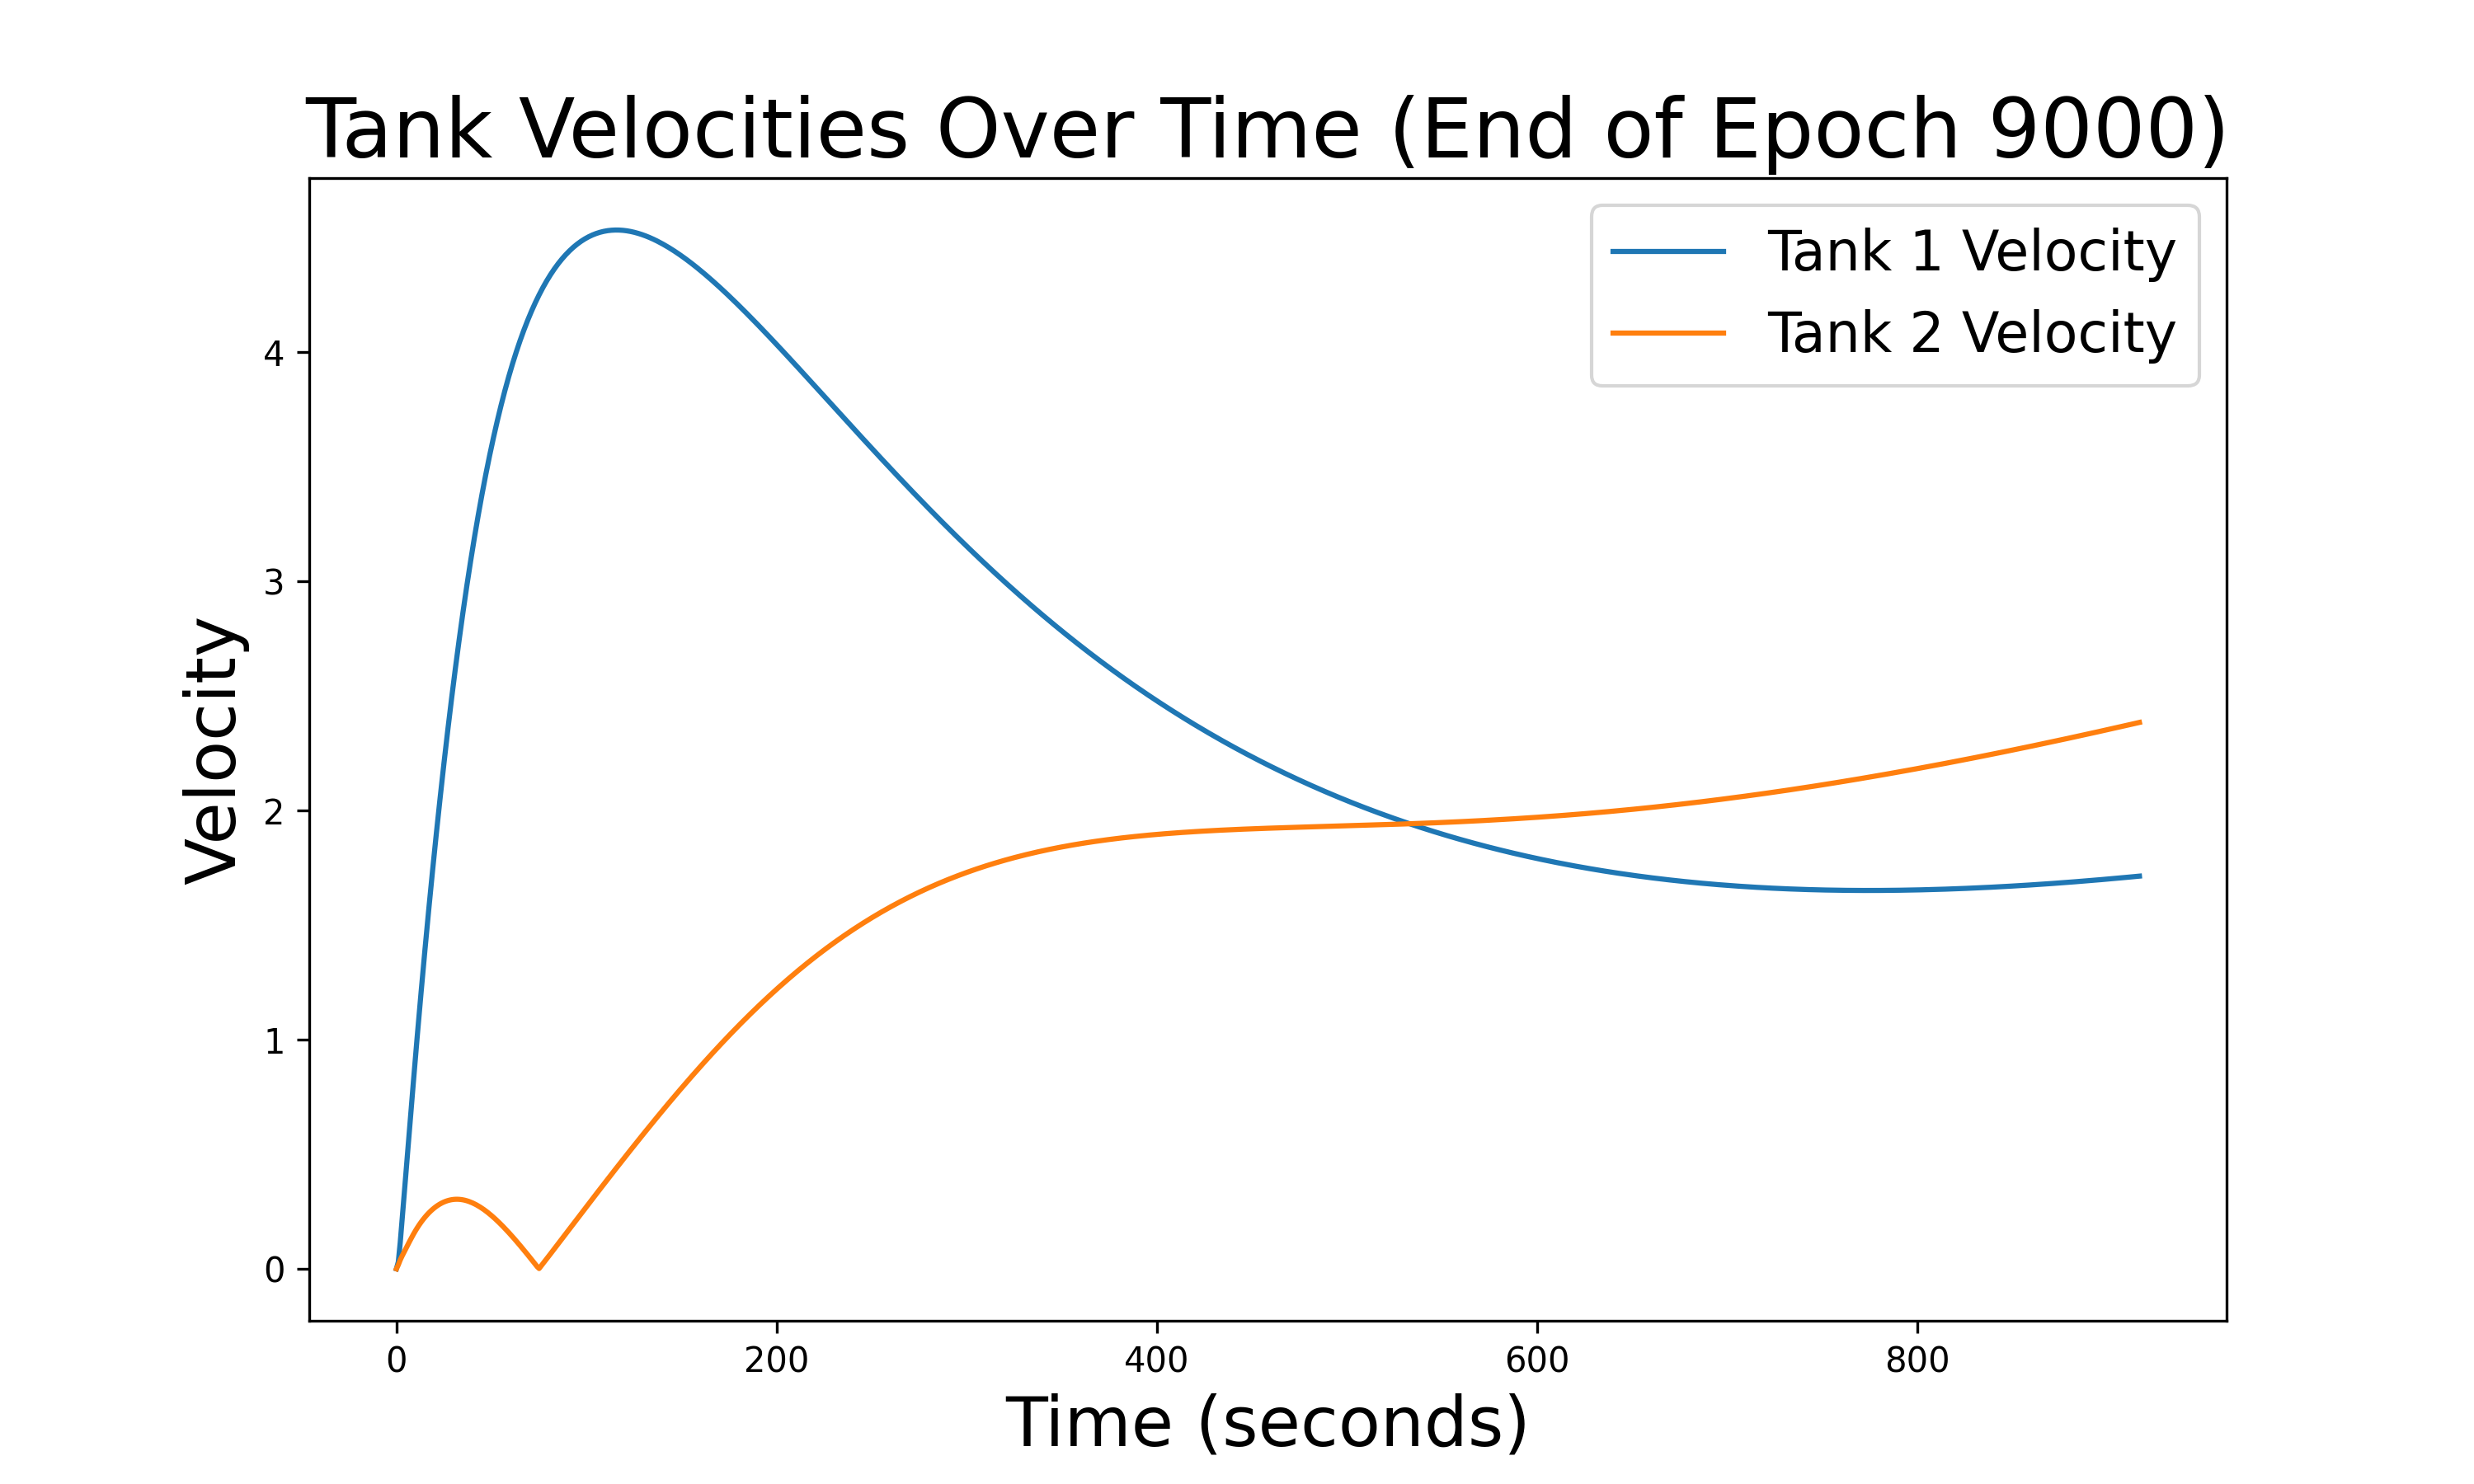 Tank Velocities Over Time (End of Epoch 9000)
Tank 1 Velocity
Tank 2 Velocity
Velocity
4
3
2
1
0
0 200 400 600 800
Time (seconds)